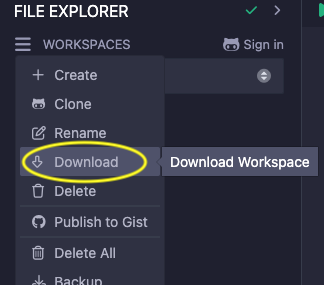 FILE EXPLORER
WORKSPACES
Sign in
Create
Clone
Rename
Download
Download Workspace
Delete
Publish to Gist
Delete All
Backup